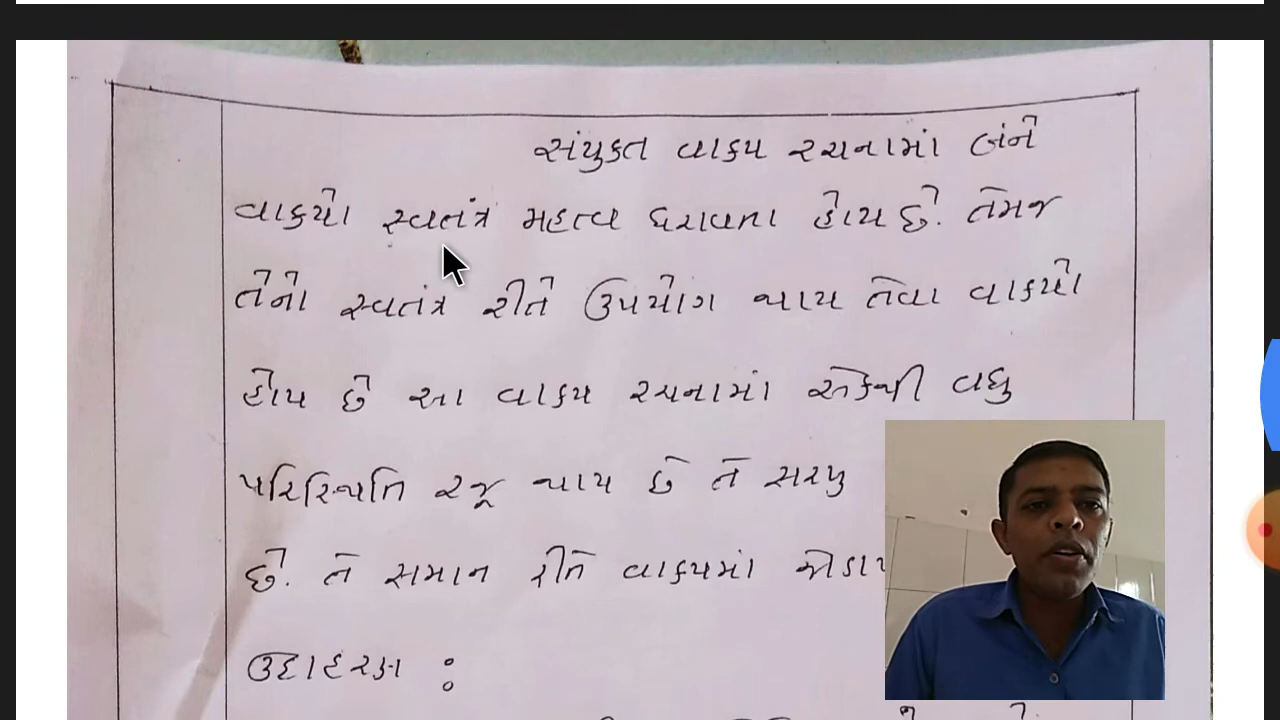 સંયુક્ત વાક્ય રચનામાં બંને
વાક્યો સ્વતંત્ર મહત્વ ધરાવતા હોય છે. તેમજ
તેનો સ્વતંત્ર રીતે ઉપયોગ થાય તેવા વાક્યો
હોય છે આ વાક્ય રચનામાં એકથી વધુ
પરિસ્થિતિ રજૂ થાય છે તે સરખુ
છે. તે સમાન રીતે વાક્યમાં
ઉદાહરણ :